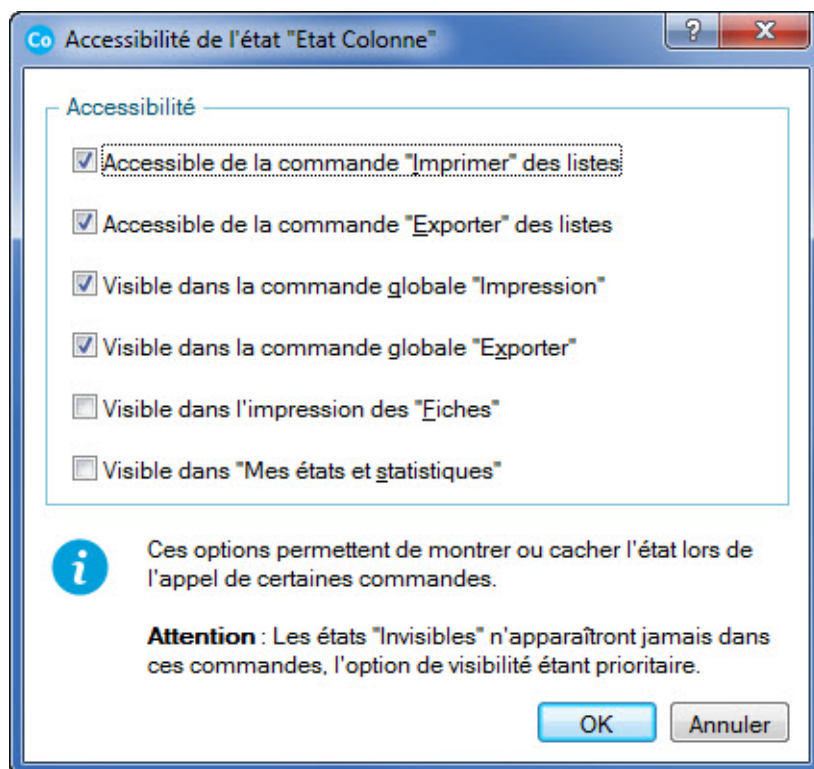 Co Accessibilité de l'état "Etat Colonne"
? X
Accessibilité
Accessible de la commande "Imprimer" des listes
Accessible de la commande "Exporter" des listes
Visible dans la commande globale "Impression"
Visible dans la commande globale "Exporter"
Visible dans l'impression des "Fiches"
Visible dans "Mes états et statistiques"
i
Ces options permettent de montrer ou cacher l'état lors de
l'appel de certaines commandes.
Attention : Les états "Invisibles" n'apparaîtront jamais dans
ces commandes, l'option de visibilité étant prioritaire.
OK Annuler